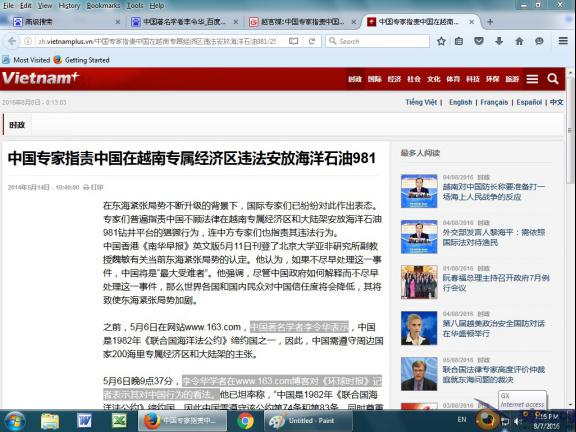 File Edit View History Bookmarks Tools Help
高级搜索 中国著名学者李令华_百度... 赵宫理: 中国专家指责中国... 中国专家指责中国在越南...
zh.vietnamplus.vn/中国专家指责中国在越南专属经济区违法安放海洋石油981/25 Search
Most Visited Getting Started
Vietnam+ 时政 国际 经济 社会 文化 体育 科技 环保 旅游
2016年8月8日 - 0:13:03 Tiếng Việt | English | Français | Español | 中文
时政
中国专家指责中国在越南专属经济区违法安放海洋石油981
2014年5月14日 - 10:40:00 打印
在东海紧张局势不断升级的背景下，国际专家们已纷纷对此作出表态。
专家们普遍指责中国不顾法律在越南专属经济区和大陆架安放海洋石油
981钻井平台的猖獗行为，连中方专家们也指责其违法行为。
中国香港《南华早报》英文版5月11日刊登了北京大学亚非研究所副教
授魏敏有关当前东海紧张局势的认定。他认为，如果不尽早处理这一事
件，中国将是"最大受难者"。他强调，尽管中国政府如何解释而不尽早
处理这一事件，那么世界各国和国内民众对中国信任度将会降低，其将
致使东海紧张局势加剧。
之前，5月6日在网站www.163.com，中国著名学者李令华表示，中国
是1982年《联合国海洋法公约》缔约国之一，因此，中国需遵守周边国
家200海里专属经济区和大陆架的主张。
5月6日晚9点37分，李令华学者在www.163.com博客对《环球时报》记
者表示其对中国行为的看法。他已坦率称，"中国是1982年《联合国海
洋法公约》缔约国，因此中国需遵守该公约第74条和第83条，同时尊重
最多人阅读
04/08/2016 时政
越南对中国防长称要准备打一
场海上人民战争的反应
04/08/2016 时政
外交部发言人黎海平：需依照
国际法对待渔民
01/08/2016 时政
阮春福总理主持召开政府7月例
行会议
04/08/2016 时政
第八届越美政治安全国防对话
在华盛顿举行
05/08/2016 时政
联合国法律专家高度评价仲裁
庭就东海问题的裁决
GX
Internet access
中国专家指责中国在... Untitled - Paint EN 5:15 PM
8/7/2016